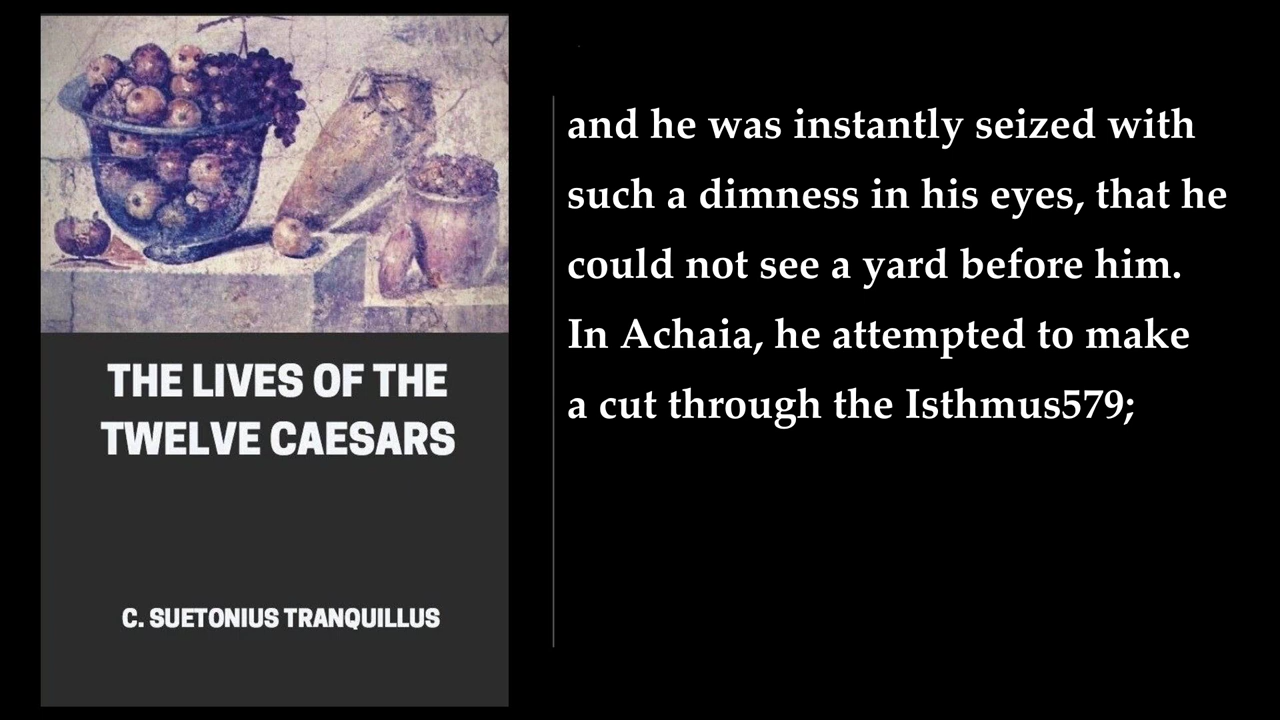 THE LIVES OF THE
TWELVE CAESARS
C. SUETONIUS TRANQUILLUS
and he was instantly seized with
such a dimness in his eyes, that he
could not see a yard before him.
In Achaia, he attempted to make
a cut through the Isthmus579;